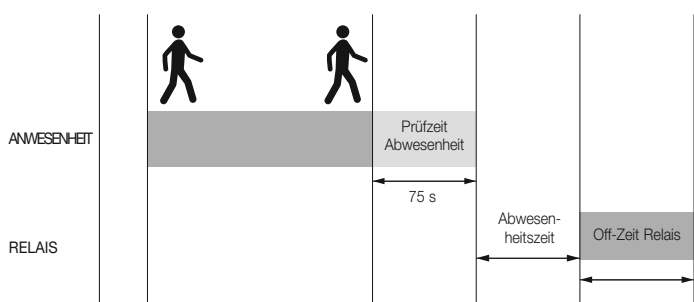 ANWESENHEIT
Prüfzeit
Abwesenheit
75 s
RELAIS
Abwesen-
heitszeit
Off-Zeit Relais